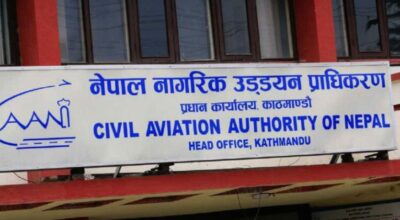 CAAN
नेपाल नागरिक उड्डयन प्राधिकरण
प्रधान कार्यालय, काठमाण्डौ
CIVIL AVIATION AUTHORITY OF NEPAL
HEAD OFFICE, KATHMANDU